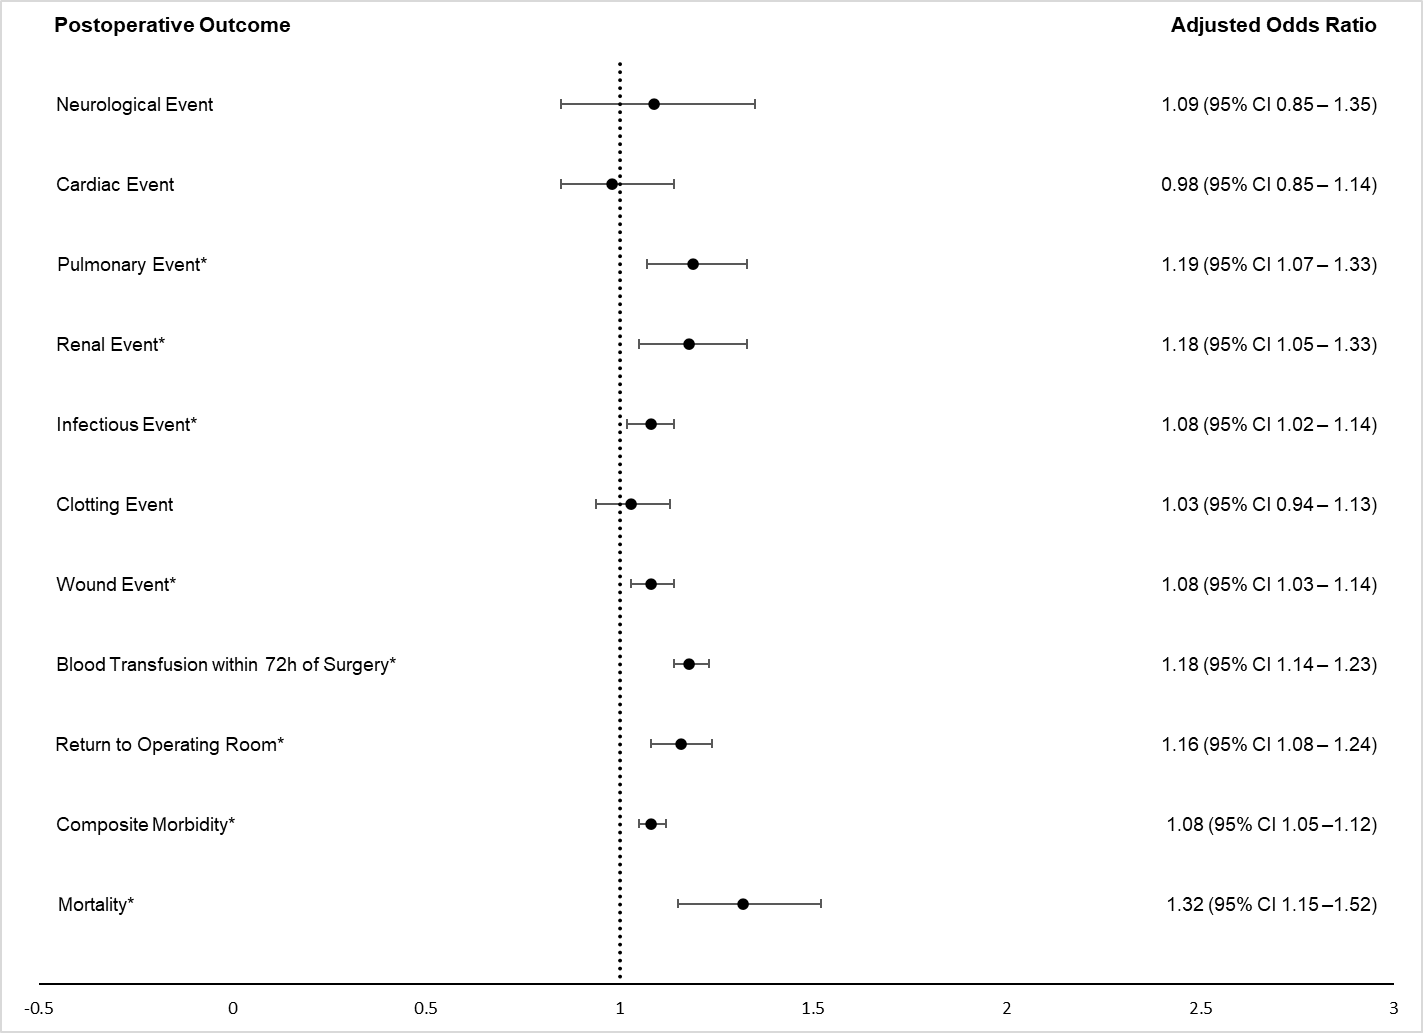 Postoperative Outcome Adjusted Odds Ratio
Neurological Event 1.09 (95% CI 0.85 – 1.35)
Cardiac Event 0.98 (95% CI 0.85 – 1.14)
Pulmonary Event* 1.19 (95% CI 1.07 – 1.33)
Renal Event* 1.18 (95% CI 1.05 – 1.33)
Infectious Event* 1.08 (95% CI 1.02 – 1.14)
Clotting Event 1.03 (95% CI 0.94 – 1.13)
Wound Event* 1.08 (95% CI 1.03 – 1.14)
Blood Transfusion within 72h of Surgery* 1.18 (95% CI 1.14 – 1.23)
Return to Operating Room* 1.16 (95% CI 1.08 – 1.24)
Composite Morbidity* 1.08 (95% CI 1.05 –1.12)
Mortality* 1.32 (95% CI 1.15 –1.52)
-0.5 0 0.5 1 1.5 2 2.5 3